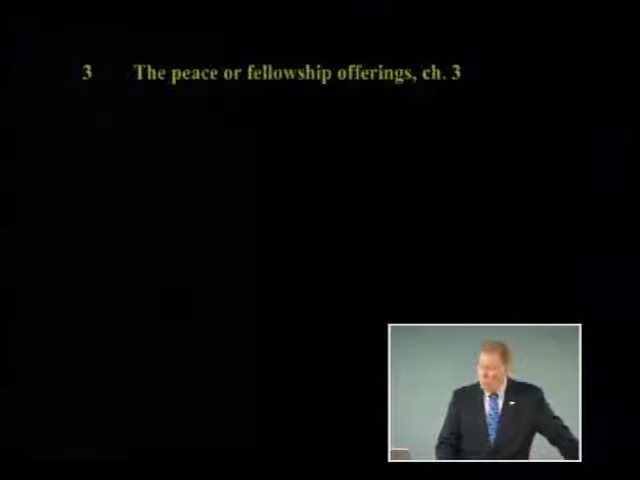 3 The peace or fellowship offerings, ch. 3